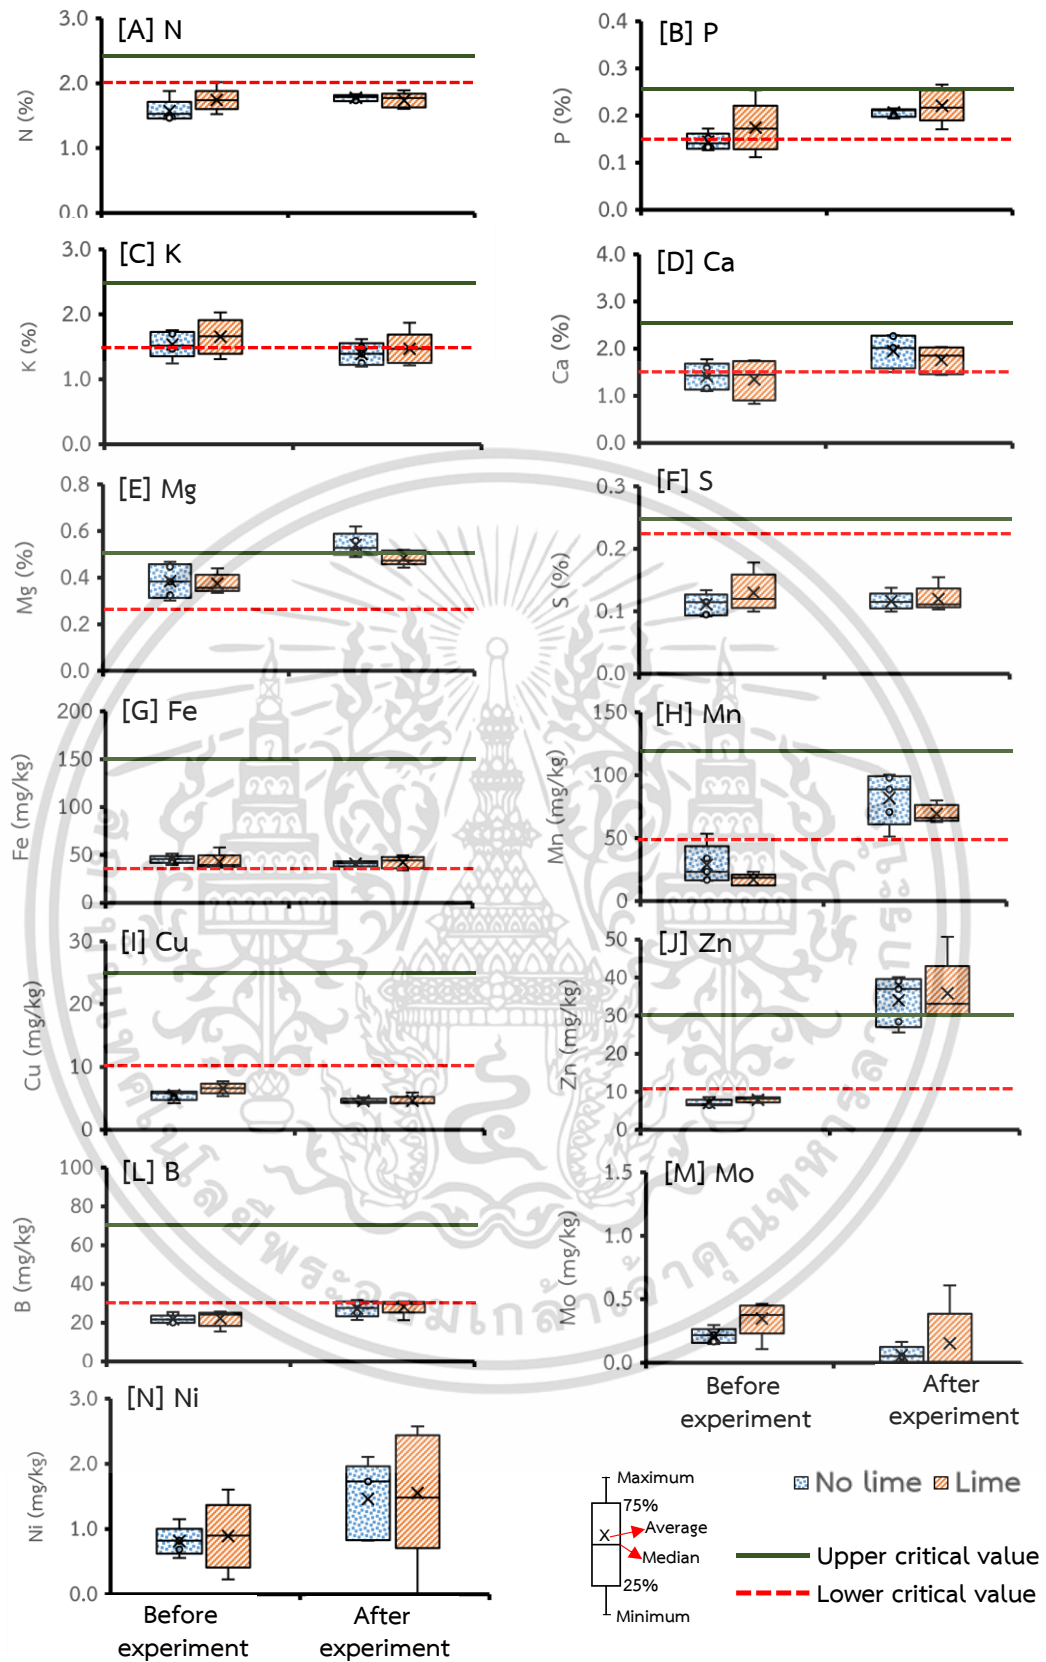 [A] N
N (%)
3.0
2.0
1.0
0.0
[B] P
P (%)
0.4
0.3
0.2
0.1
0.0
[C] K
K (%)
3.0
2.0
1.0
0.0
[D] Ca
Ca (%)
4.0
3.0
2.0
1.0
0.0
[E] Mg
Mg (%)
0.8
0.6
0.4
0.2
0.0
[F] S
S (%)
0.3
0.2
0.1
0.0
[G] Fe
Fe (mg/kg)
200
150
100
50
0
[H] Mn
Mn (mg/kg)
150
100
50
0
[I] Cu
Cu (mg/kg)
30
20
10
0
[J] Zn
Zn (mg/kg)
50
40
30
20
10
0
[L] B
B (mg/kg)
100
80
60
40
20
0
[M] Mo
Mo (mg/kg)
1.5
1.0
0.5
0.0
Before
experiment
After
experiment
[N] Ni
Ni (mg/kg)
3.0
2.0
1.0
0.0
Before
experiment
After
experiment
Maximum
75%
Average
Median
25%
Minimum
No lime
Lime
Upper critical value
Lower critical value